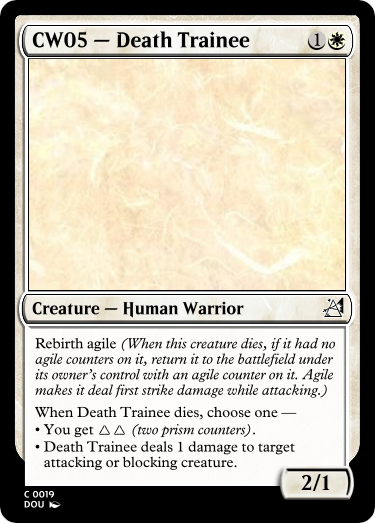 CW05 — Death Trainee 1
Creature — Human Warrior
Rebirth agile (When this creature dies, if it had no
agile counters on it, return it to the battlefield under
its owner's control with an agile counter on it. Agile
makes it deal first strike damage while attacking.)
When Death Trainee dies, choose one —
• You get △△ (two prism counters).
• Death Trainee deals 1 damage to target
attacking or blocking creature.
2/1
C 0019
DOU